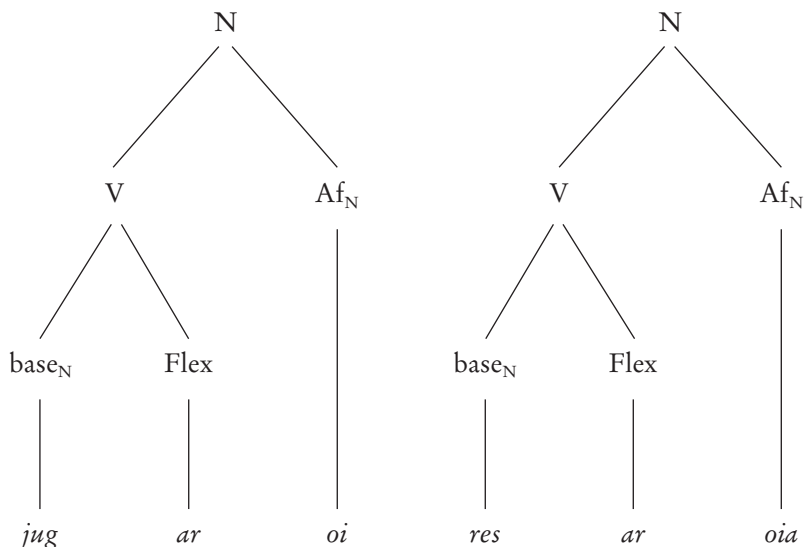 N N
V Af_N V Af_N
base_N Flex base_N Flex
jug ar oi res ar oia